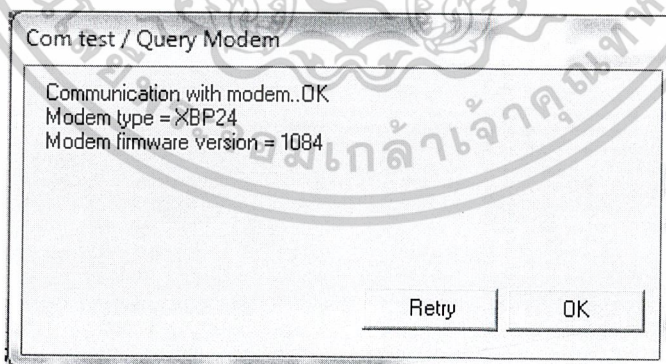 Com test / Query Modem
Communication with modem..OK
Modem type = XBP24
Modem firmware version = 1084
Retry
OK